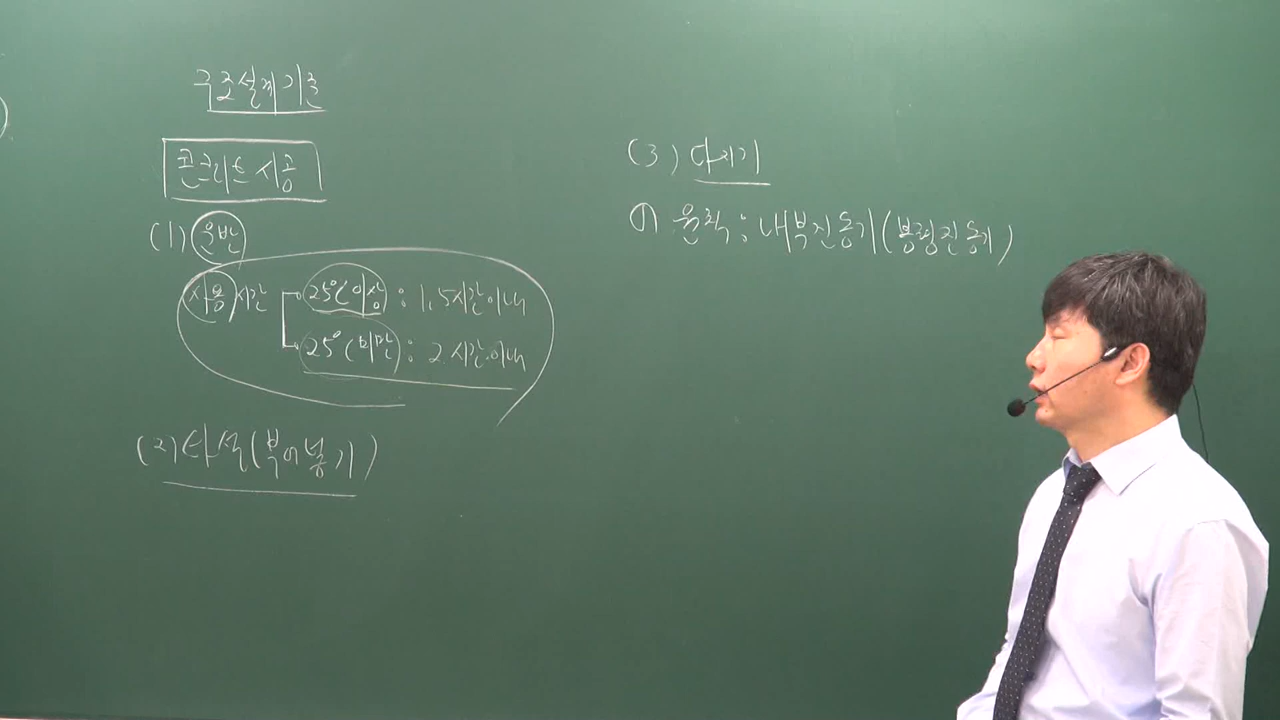 구조설계기준
콘크리트 시공
(1) 운반
사용시간 25℃이상 : 1.5시간이내
25℃미만 : 2시간이내
(2) 타설(부어넣기)
(3) 다지기
① 원칙 : 내부진동기(봉형진동기)